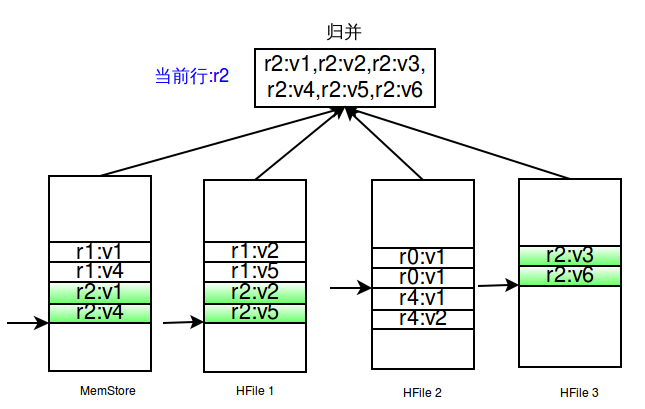 归并
当前行:r2
r2:v1,r2:v2,r2:v3,
r2:v4,r2:v5,r2:v6
r1:v1
r1:v4
r2:v1
r2:v4
MemStore
r1:v2
r1:v5
r2:v2
r2:v5
HFile 1
r0:v1
r0:v1
r4:v1
r4:v2
HFile 2
r2:v3
r2:v6
HFile 3